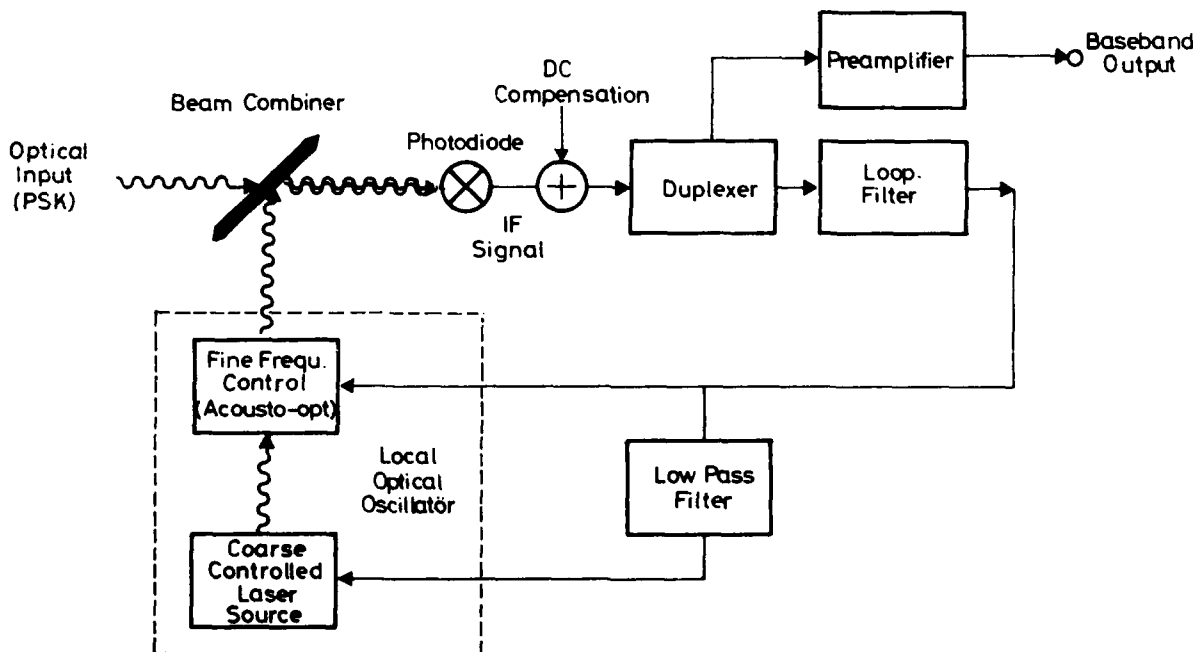 Optical
Input
(PSK)
Beam Combiner
Photodiode
IF
Signal
DC
Compensation
Duplexer
Preamplifier
Baseband
Output
Loop.
Filter
Fine Frequ.
Control
(Acousto-opt)
Local
Optical
Oscillatör
Coarse
Controlled
Laser
Source
Low Pass
Filter